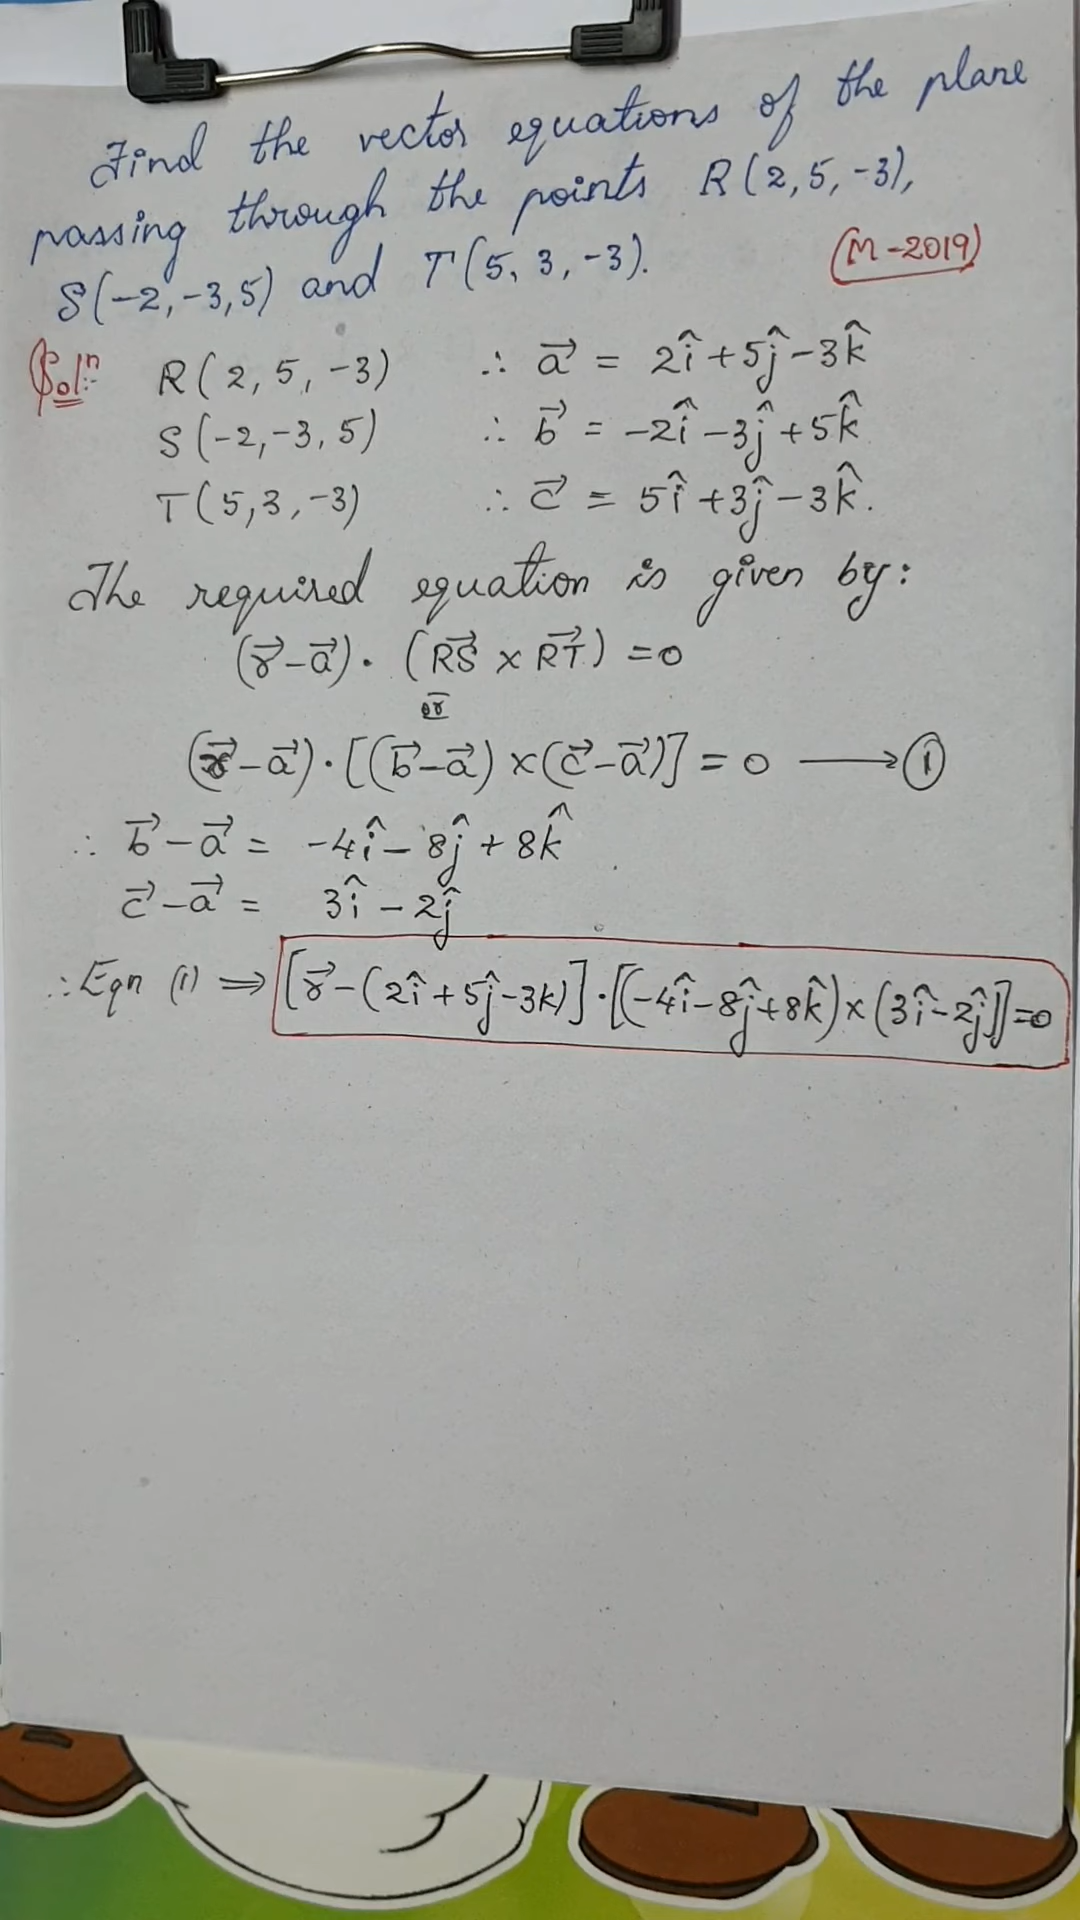 Find the vector equations of the plane
passing through the points R(2,5,-3),
S(-2,-3,5) and T(5,3,-3).
(M-2019)
Solⁿ:- R(2,5,-3) ∴ a⃗ = 2î+5ĵ-3k̂
S(-2,-3,5) ∴ b⃗ = -2î-3ĵ+5k̂
T(5,3,-3) ∴ c⃗ = 5î+3ĵ-3k̂.
The required equation is given by:
(r⃗-a⃗)·(RS⃗ × RT⃗) = 0
or
(r⃗-a⃗)·[(b⃗-a⃗)×(c⃗-a⃗)] = 0 ⟶ ①
∴ b⃗-a⃗ = -4î-8ĵ+8k̂
c⃗-a⃗ = 3î-2ĵ
∴ Eqn (1) ⇒ [r⃗-(2î+5ĵ-3k)]·[(-4î-8ĵ+8k̂)×(3î-2ĵ)]=0